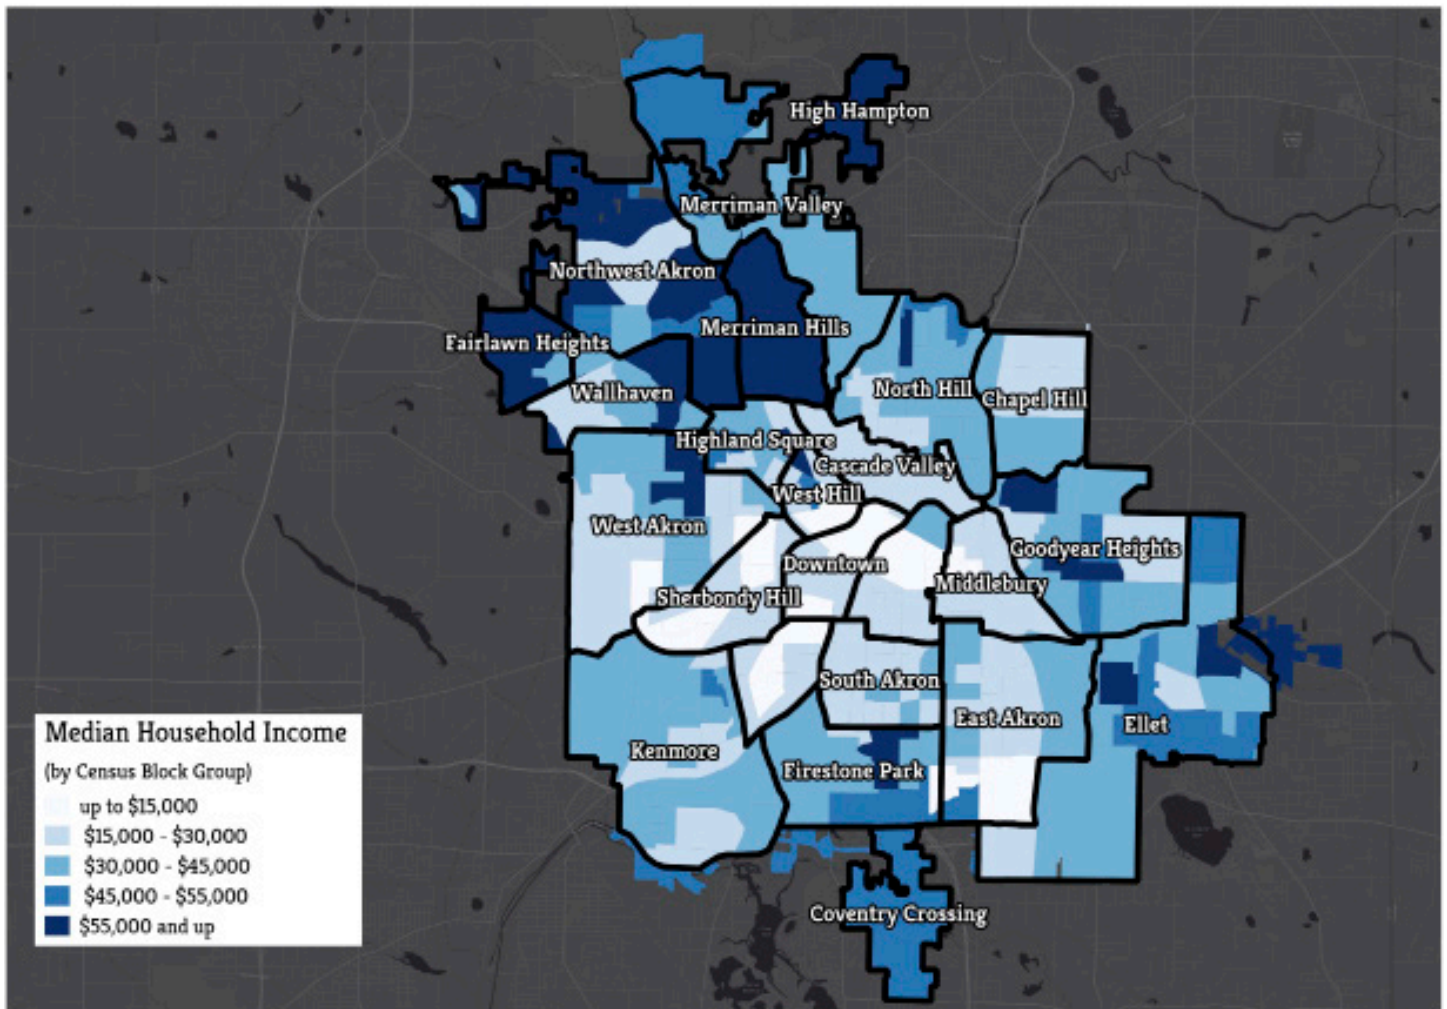 High Hampton
Merriman Valley
Northwest Akron
Merriman Hills
Fairlawn Heights
Wallhaven
North Hill
Chapel Hill
Highland Square
Cascade Valley
West Hill
West Akron
Goodyear Heights
Downtown
Middlebury
Sherbondy Hill
South Akron
East Akron
Ellet
Kenmore
Firestone Park
Coventry Crossing
Median Household Income
(by Census Block Group)
up to $15,000
$15,000 - $30,000
$30,000 - $45,000
$45,000 - $55,000
$55,000 and up